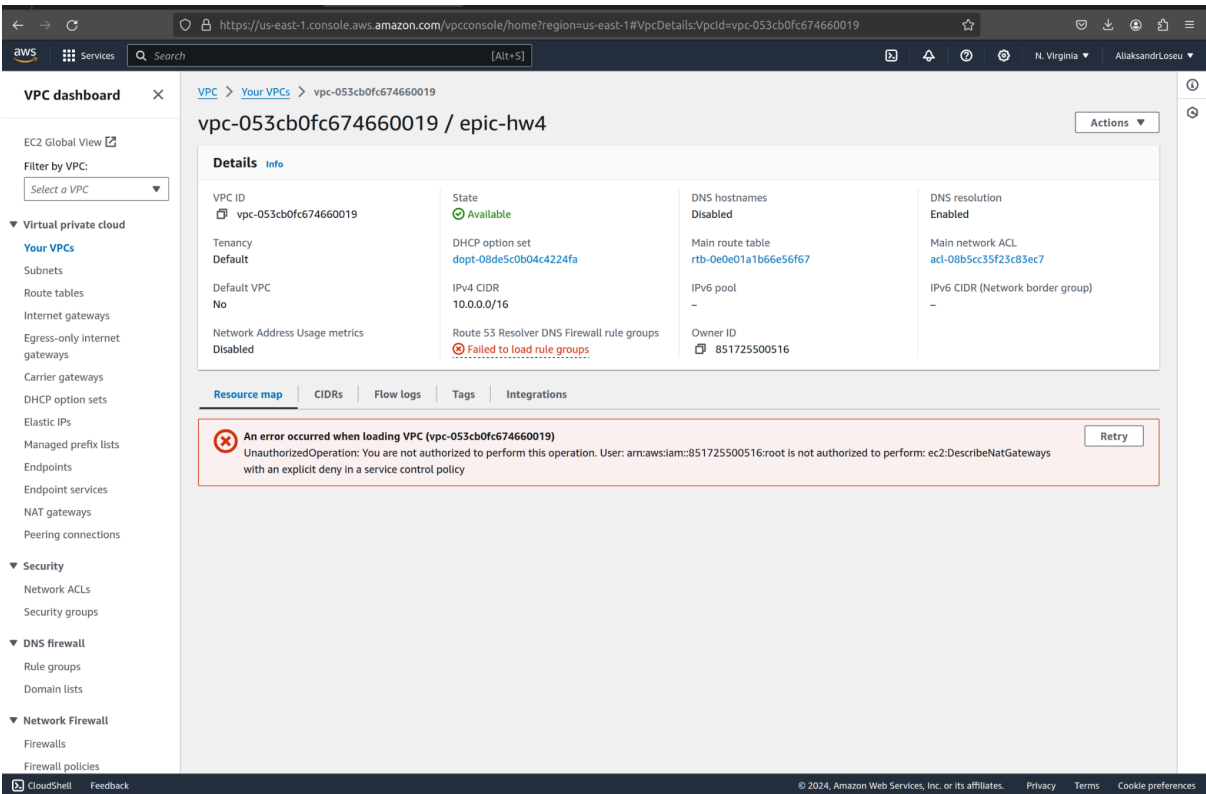 https://us-east-1.console.aws.amazon.com/vpcconsole/home?region=us-east-1#VpcDetails:VpcId=vpc-053cb0fc674660019
aws Services Search [Alt+S] N. Virginia ▼ AliaksandrLoseu ▼
VPC dashboard
EC2 Global View
Filter by VPC:
Select a VPC
Virtual private cloud
Your VPCs
Subnets
Route tables
Internet gateways
Egress-only internet
gateways
Carrier gateways
DHCP option sets
Elastic IPs
Managed prefix lists
Endpoints
Endpoint services
NAT gateways
Peering connections
Security
Network ACLs
Security groups
DNS firewall
Rule groups
Domain lists
Network Firewall
Firewalls
Firewall policies
VPC > Your VPCs > vpc-053cb0fc674660019
vpc-053cb0fc674660019 / epic-hw4
Actions ▼
Details Info
VPC ID
vpc-053cb0fc674660019
State
Available
DNS hostnames
Disabled
DNS resolution
Enabled
Tenancy
Default
DHCP option set
dopt-08de5c0b04c4224fa
Main route table
rtb-0e0e01a1b66e56f67
Main network ACL
acl-08b5cc35f23c83ec7
Default VPC
No
IPv4 CIDR
10.0.0.0/16
IPv6 pool
–
IPv6 CIDR (Network border group)
–
Network Address Usage metrics
Disabled
Route 53 Resolver DNS Firewall rule groups
Failed to load rule groups
Owner ID
851725500516
Resource map CIDRs Flow logs Tags Integrations
An error occurred when loading VPC (vpc-053cb0fc674660019)
UnauthorizedOperation: You are not authorized to perform this operation. User: arn:aws:iam::851725500516:root is not authorized to perform: ec2:DescribeNatGateways
with an explicit deny in a service control policy
Retry
CloudShell Feedback © 2024, Amazon Web Services, Inc. or its affiliates. Privacy Terms Cookie preferences